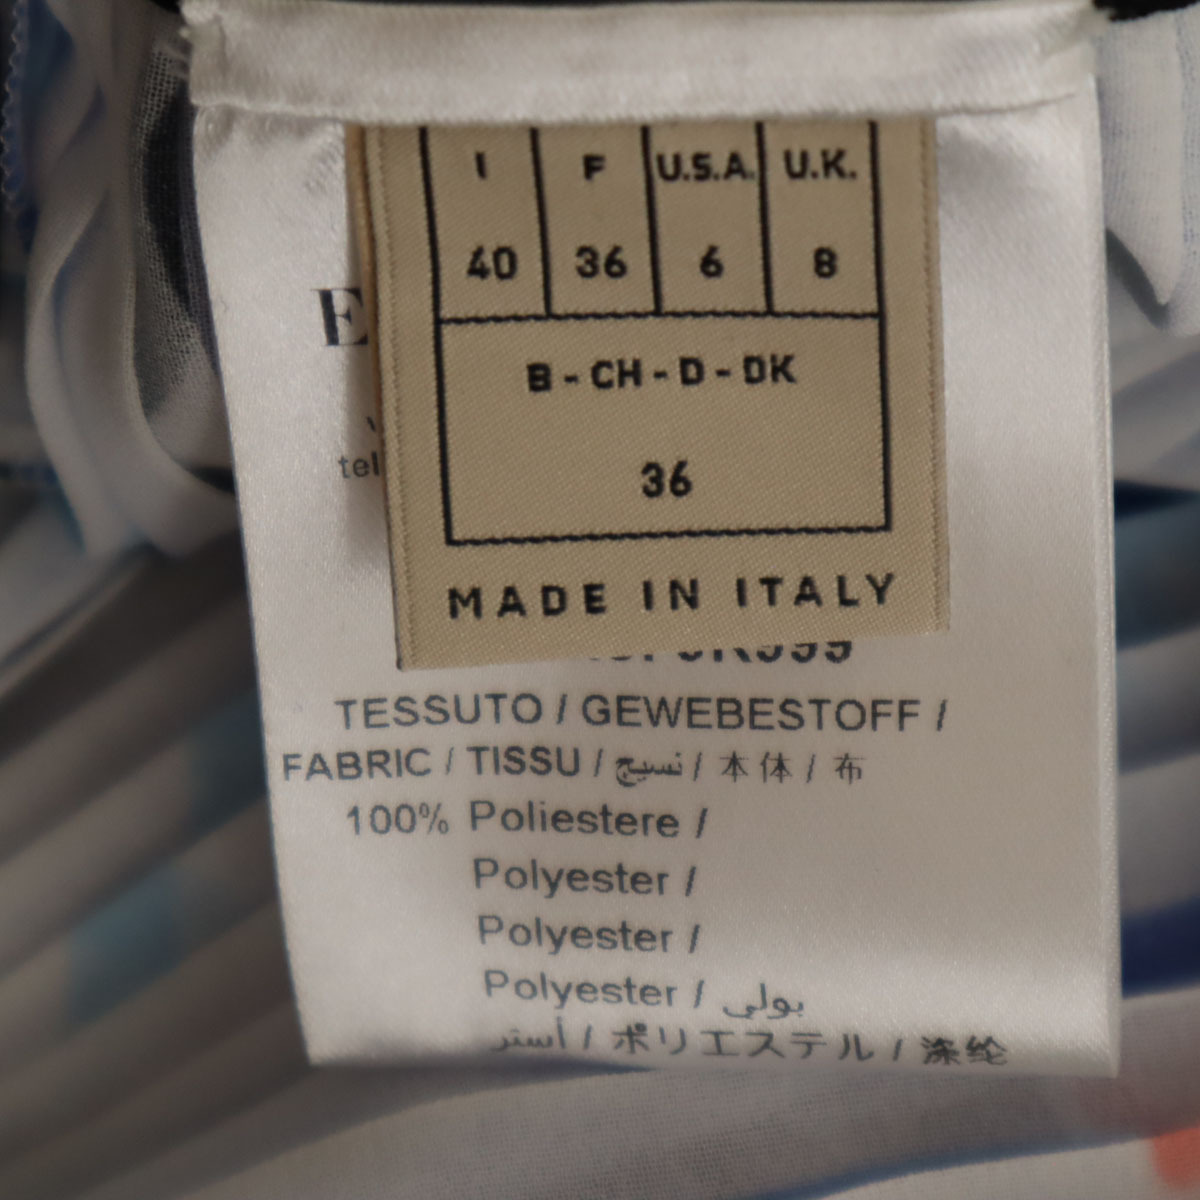 I F U.S.A. U.K.
40 36 6 8
B - CH - D - DK
36
MADE IN ITALY
E
tel
TESSUTO / GEWEBESTOFF /
FABRIC / TISSU / نسيج / 本体 / 布
100% Poliestere /
Polyester /
Polyester /
Polyester / بولي
أستر / ポリエステル / 涤纶